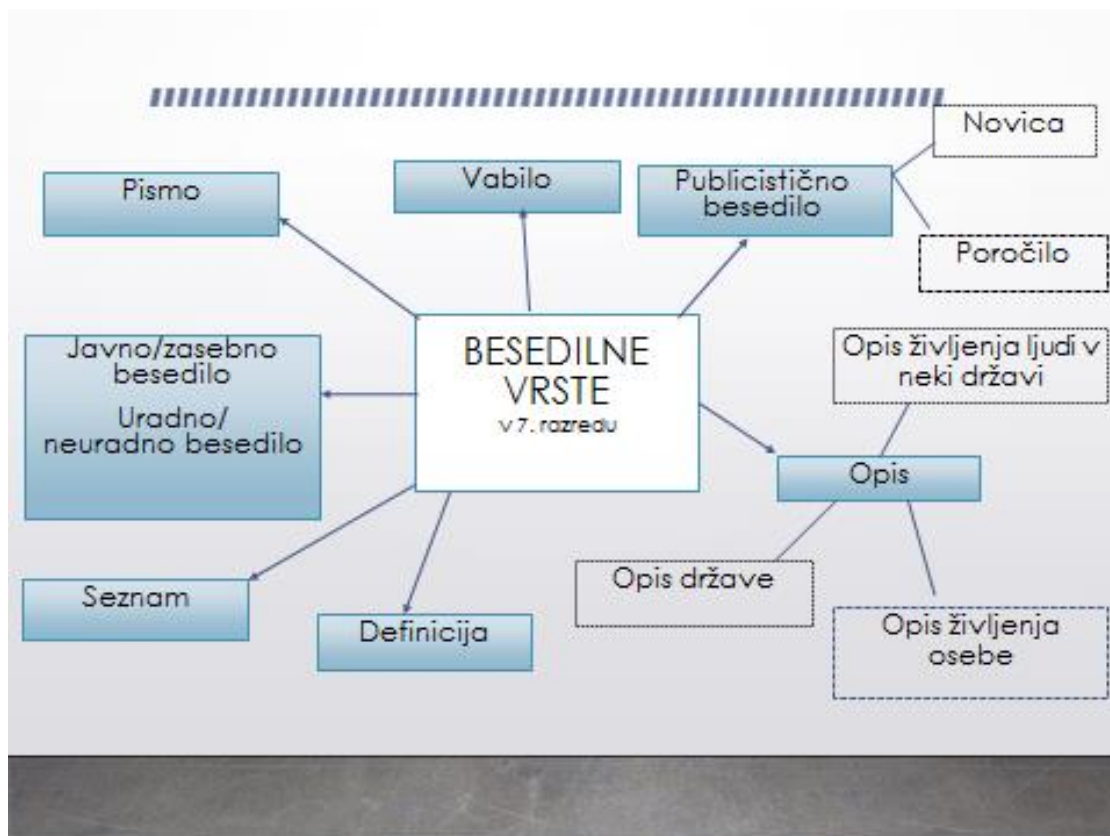 Novica
Vabilo
Publicistično
besedilo
Pismo
Poročilo
Javno/zasebno
besedilo
Uradno/
neuradno besedilo
BESEDILNE
VRSTE
v 7. razredu
Opis življenja ljudi v
neki državi
Opis
Opis države
Seznam
Definicija
Opis življenja
osebe